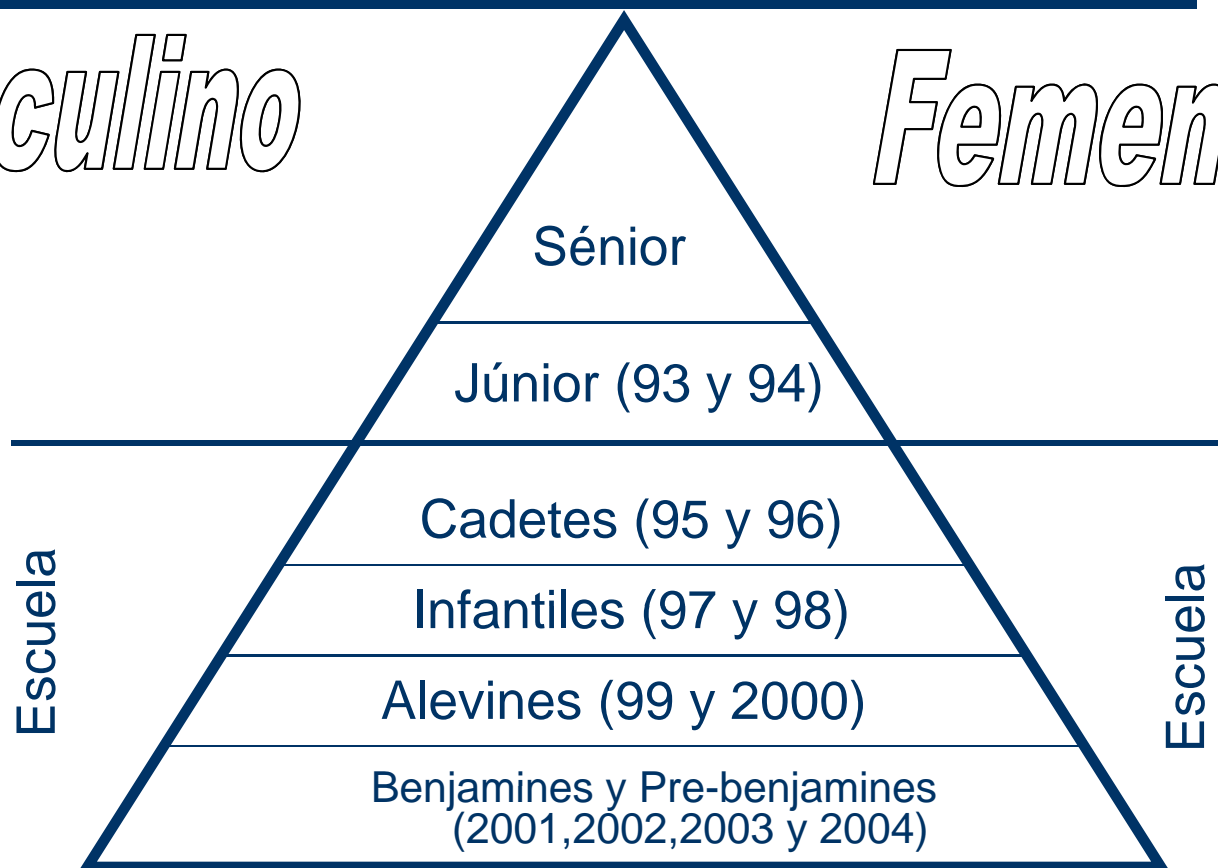 culino
Femen
Sénior
Júnior (93 y 94)
Cadetes (95 y 96)
Infantiles (97 y 98)
Alevines (99 y 2000)
Benjamines y Pre-benjamines
(2001,2002,2003 y 2004)
Escuela
Escuela